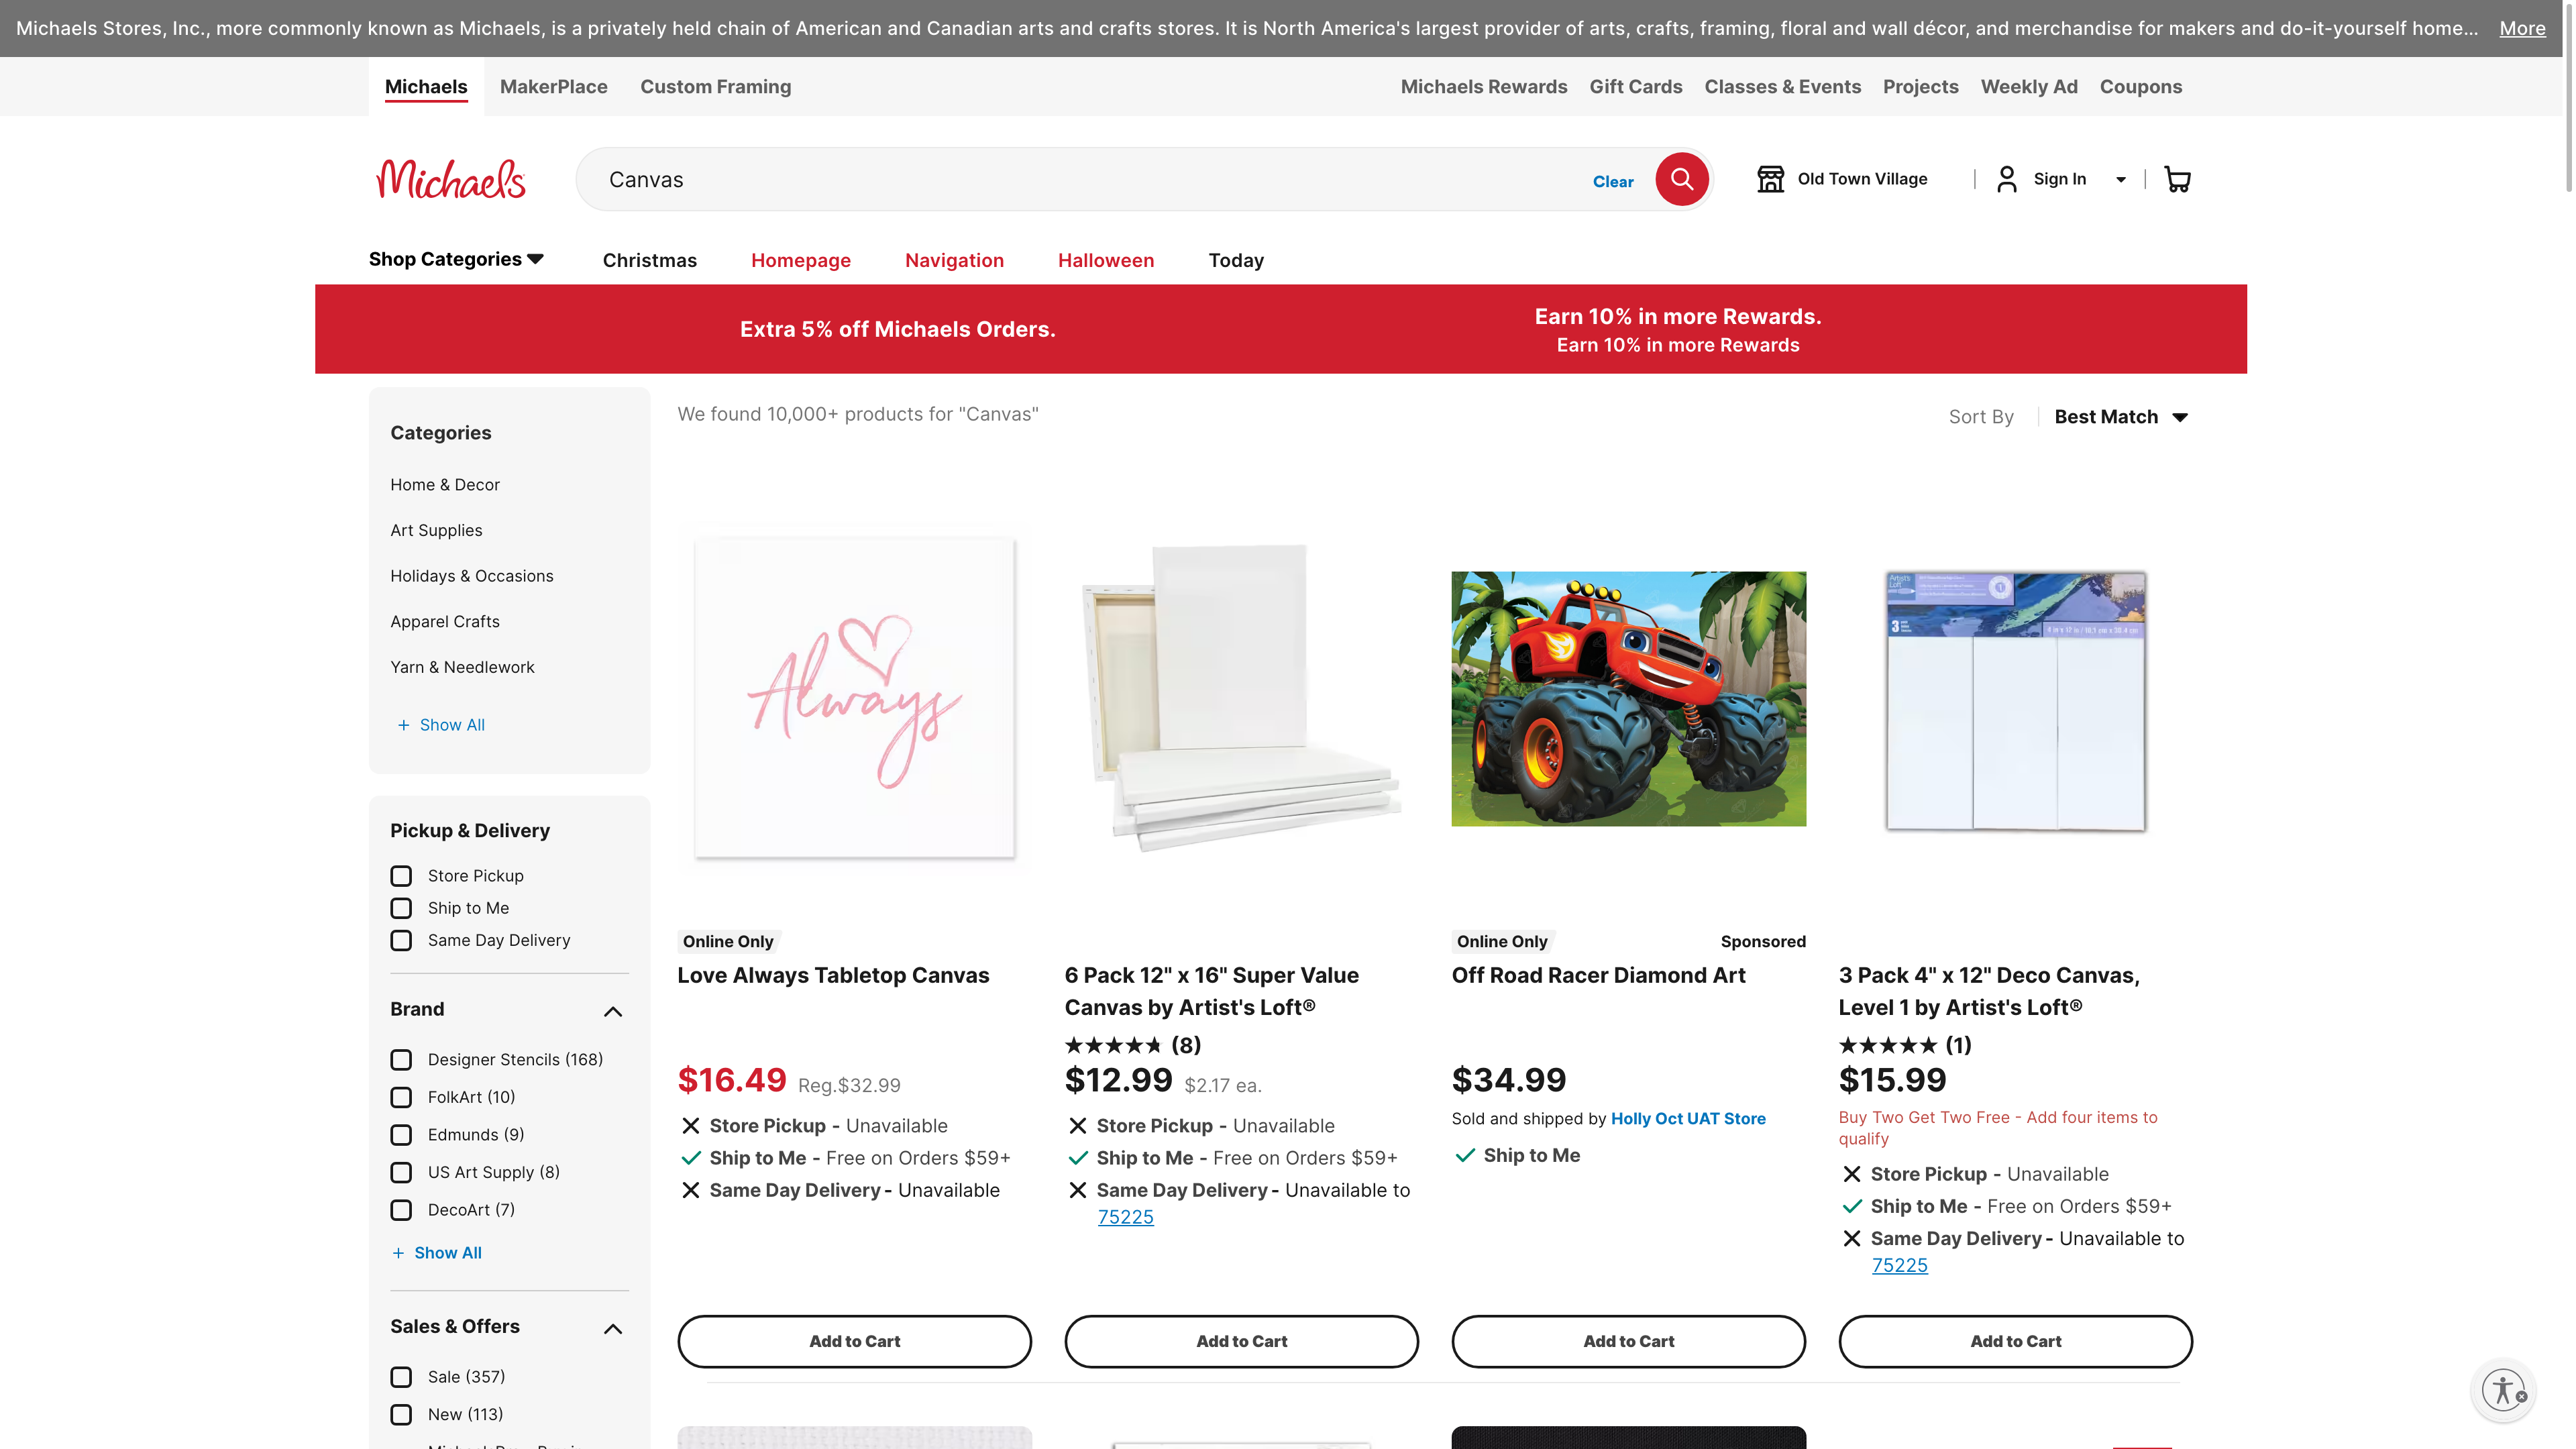 Michaels Stores, Inc., more commonly known as Michaels, is a privately held chain of American and Canadian arts and crafts stores. It is North America's largest provider of arts, crafts, framing, floral and wall décor, and merchandise for makers and do-it-yourself home... More
Michaels MakerPlace Custom Framing Michaels Rewards Gift Cards Classes & Events Projects Weekly Ad Coupons
Michaels Canvas Clear Old Town Village Sign In
Shop Categories Christmas Homepage Navigation Halloween Today
Extra 5% off Michaels Orders.
Earn 10% in more Rewards.
Earn 10% in more Rewards
Categories
Home & Decor
Art Supplies
Holidays & Occasions
Apparel Crafts
Yarn & Needlework
+ Show All
Pickup & Delivery
Store Pickup
Ship to Me
Same Day Delivery
Brand
Designer Stencils (168)
FolkArt (10)
Edmunds (9)
US Art Supply (8)
DecoArt (7)
+ Show All
Sales & Offers
Sale (357)
New (113)
We found 10,000+ products for "Canvas"
Sort By Best Match
Always
Online Only
Love Always Tabletop Canvas
$16.49 Reg.$32.99
Store Pickup - Unavailable
Ship to Me - Free on Orders $59+
Same Day Delivery - Unavailable
Add to Cart
6 Pack 12" x 16" Super Value
Canvas by Artist's Loft®
(8)
$12.99 $2.17 ea.
Store Pickup - Unavailable
Ship to Me - Free on Orders $59+
Same Day Delivery - Unavailable to
75225
Add to Cart
Online Only Sponsored
Off Road Racer Diamond Art
$34.99
Sold and shipped by Holly Oct UAT Store
Ship to Me
Add to Cart
Artist's
Loft
3
3 Pack 4" x 12" Deco Canvas,
Level 1 by Artist's Loft®
(1)
$15.99
Buy Two Get Two Free - Add four items to
qualify
Store Pickup - Unavailable
Ship to Me - Free on Orders $59+
Same Day Delivery - Unavailable to
75225
Add to Cart